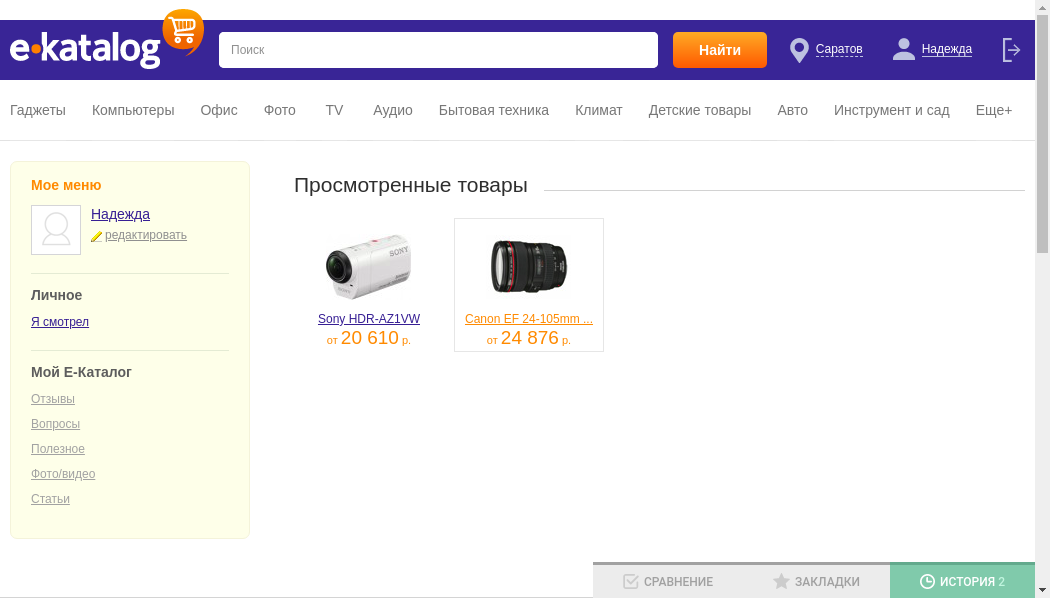 e·katalog
Поиск
Найти
Саратов
Надежда
Гаджеты Компьютеры Офис Фото TV Аудио Бытовая техника Климат Детские товары Авто Инструмент и сад Еще+
Мое меню
Надежда
редактировать
Личное
Я смотрел
Мой Е-Каталог
Отзывы
Вопросы
Полезное
Фото/видео
Статьи
Просмотренные товары
SONY
Sony HDR-AZ1VW
от 20 610 р.
Canon EF 24-105mm ...
от 24 876 р.
СРАВНЕНИЕ
ЗАКЛАДКИ
ИСТОРИЯ 2